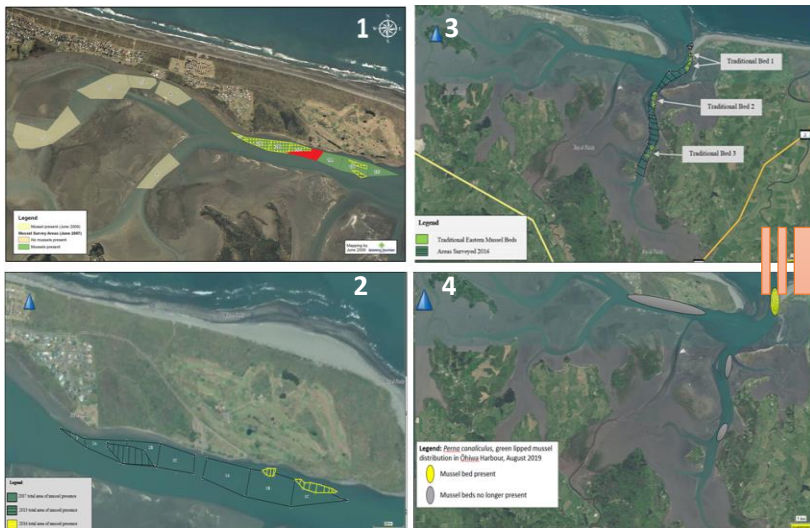 1
Legend
Mussel present (June 2009)
Mussel Survey Areas (June 2007)
No mussels present
Mussels present
Mapping by
June 2009
3
Traditional Bed 1
Traditional Bed 2
Traditional Bed 3
Legend
Traditional Eastern Mussel Beds
Areas Surveyed 2016
2
Legend
2007 total area of mussel presence
2013 total area of mussel presence
2016 total area of mussel presence
4
Legend: Perna canaliculus, green lipped mussel
distribution in Ōhiwa Harbour, August 2019
Mussel bed present
Mussel beds no longer present